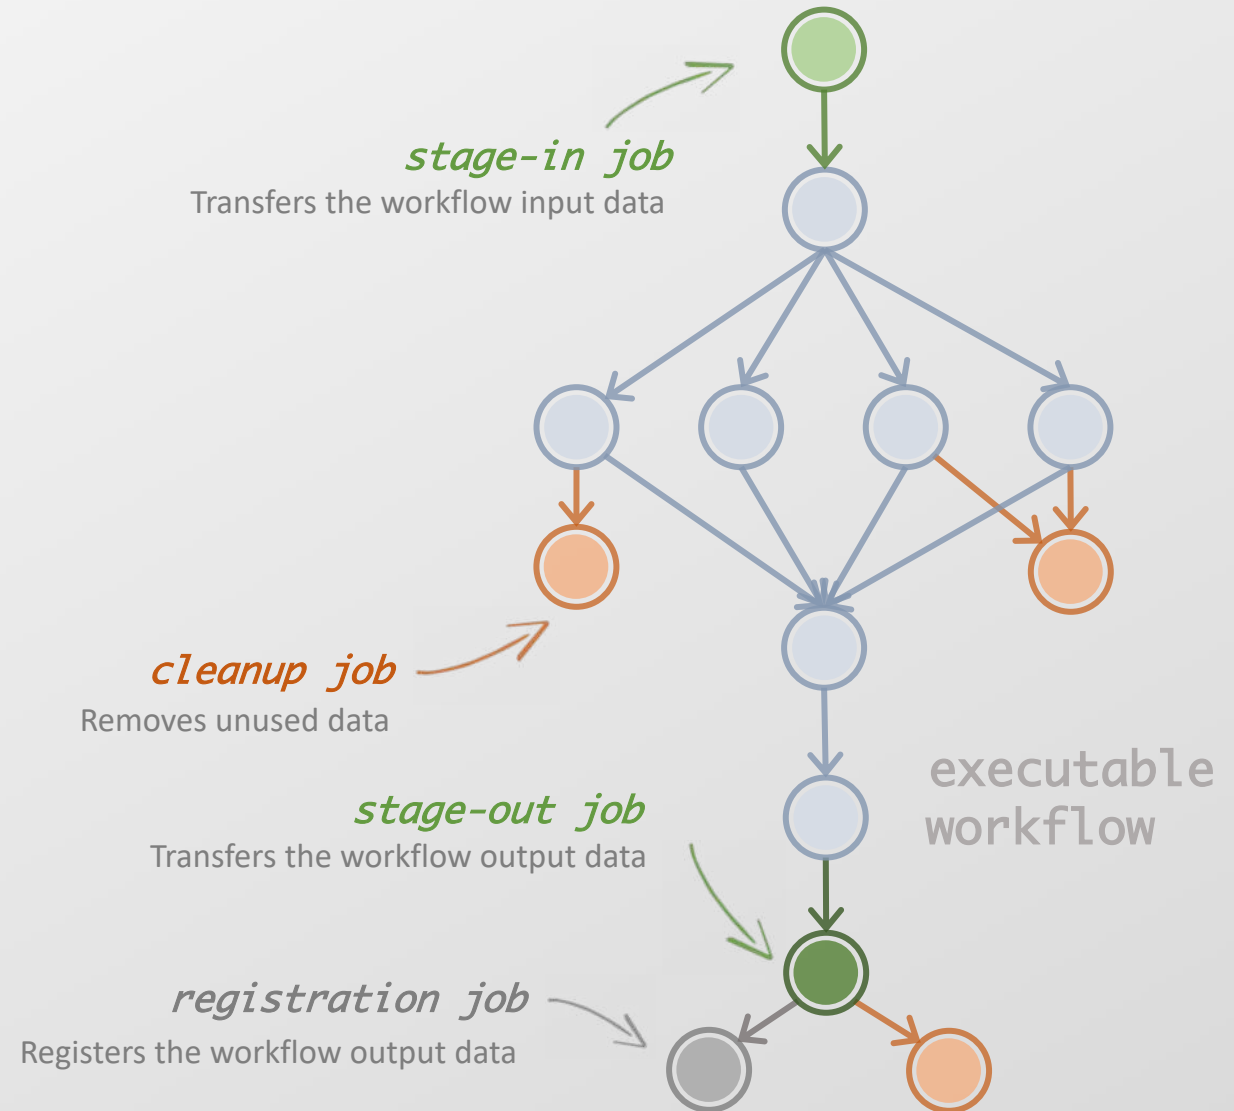 stage-in job
Transfers the workflow input data
cleanup job
Removes unused data
executable
workflow
stage-out job
Transfers the workflow output data
registration job
Registers the workflow output data